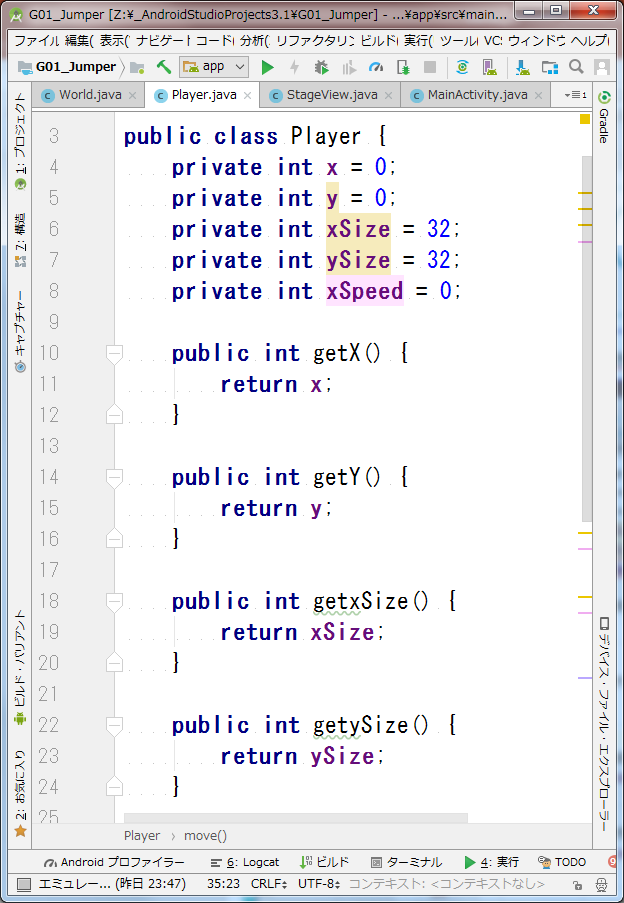 G01_Jumper [Z:¥_AndroidStudioProjects3.1¥G01_Jumper] - ...¥app¥src¥main...
ファイル 編集( 表示( ナビゲート コード( 分析( リファクタリン ビルド( 実行( ツール( VCS ウィンドウ ヘルプ(
G01_Jumper app
World.java Player.java StageView.java MainActivity.java 1
3 public class Player {
4 private int x = 0;
5 private int y = 0;
6 private int xSize = 32;
7 private int ySize = 32;
8 private int xSpeed = 0;
9
10 public int getX() {
11 return x;
12 }
13
14 public int getY() {
15 return y;
16 }
17
18 public int getxSize() {
19 return xSize;
20 }
21
22 public int getySize() {
23 return ySize;
24 }
25
1: プロジェクト
7: 構造
キャプチャー
ビルド・バリアント
2: お気に入り
Gradle
デバイス・ファイル・エクスプローラー
Player › move()
Android プロファイラー 6: Logcat ビルド ターミナル 4: 実行 TODO 9
エミュレー... (昨日 23:47) 35:23 CRLF UTF-8 コンテキスト: <コンテキストなし>